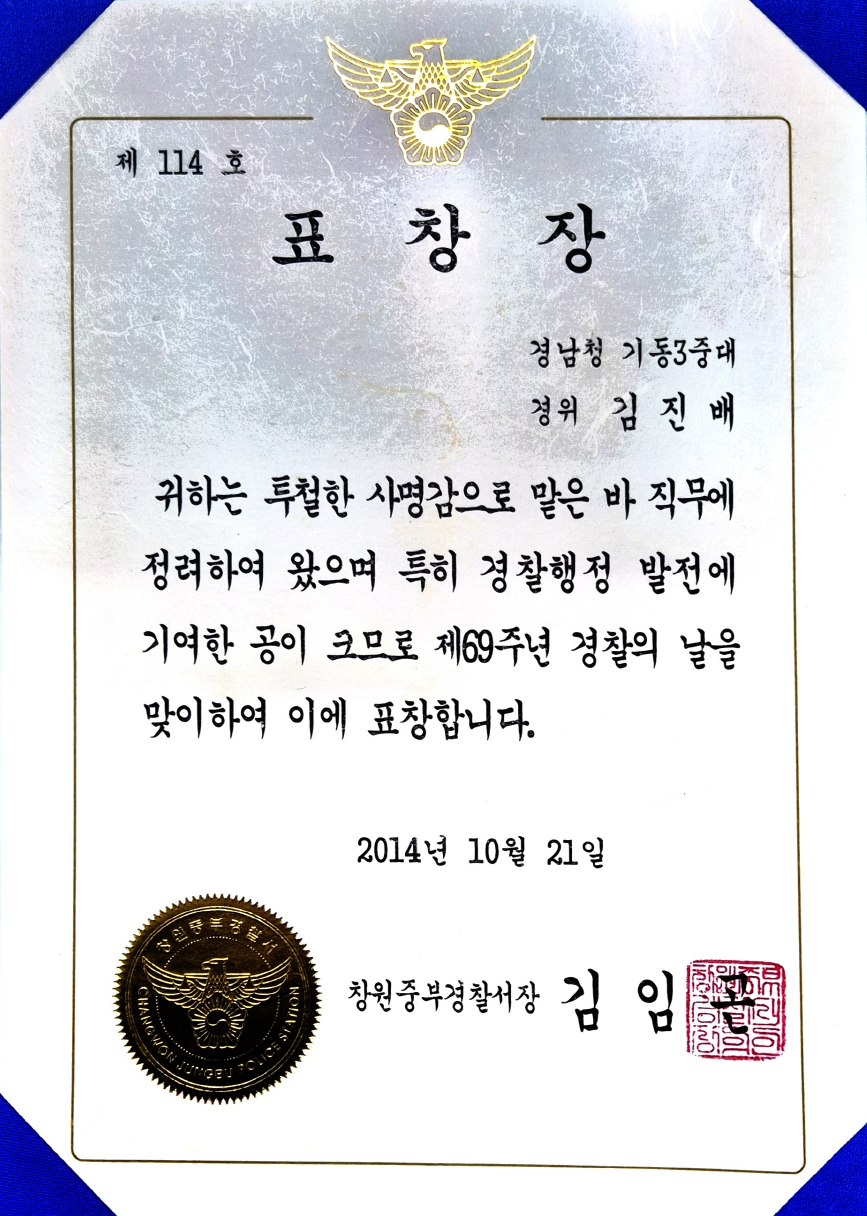 제 114 호
표 창 장
경남청 기동3중대
경위 김 진 배
귀하는 투철한 사명감으로 맡은 바 직무에
정려하여 왔으며 특히 경찰행정 발전에
기여한 공이 크므로 제69주년 경찰의 날을
맞이하여 이에 표창합니다.
2014년 10월 21일
창원중부경찰서장 김 임 곤
창원중부경찰서
CHANGWON JUNGBU POLICE STATION